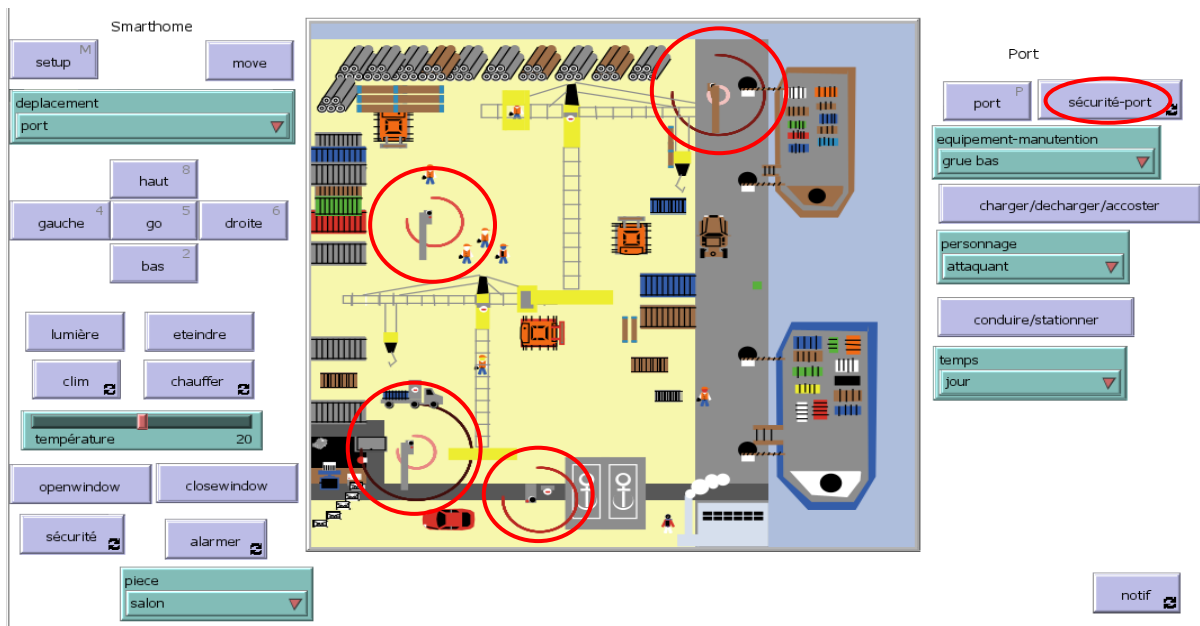 Smarthome
setup
M
move
deplacement
port
haut
8
gauche
4
go
5
droite
6
bas
2
lumière
eteindre
clim
chauffer
température
20
openwindow
closewindow
sécurité
alarmer
piece
salon
Port
port
P
sécurité-port
equipement-manutention
grue bas
charger/decharger/accoster
personnage
attaquant
conduire/stationner
temps
jour
notif